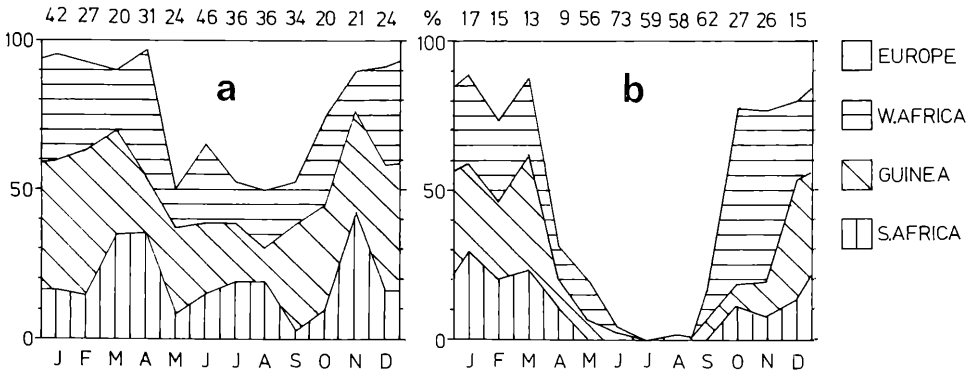 42 27 20 31 24 46 36 36 34 20 21 24 % 17 15 13 9 56 73 59 58 62 27 26 15
100 100
a b
50 50
0 0
J F M A M J J A S O N D J F M A M J J A S O N D
EUROPE
W.AFRICA
GUINEA
S.AFRICA